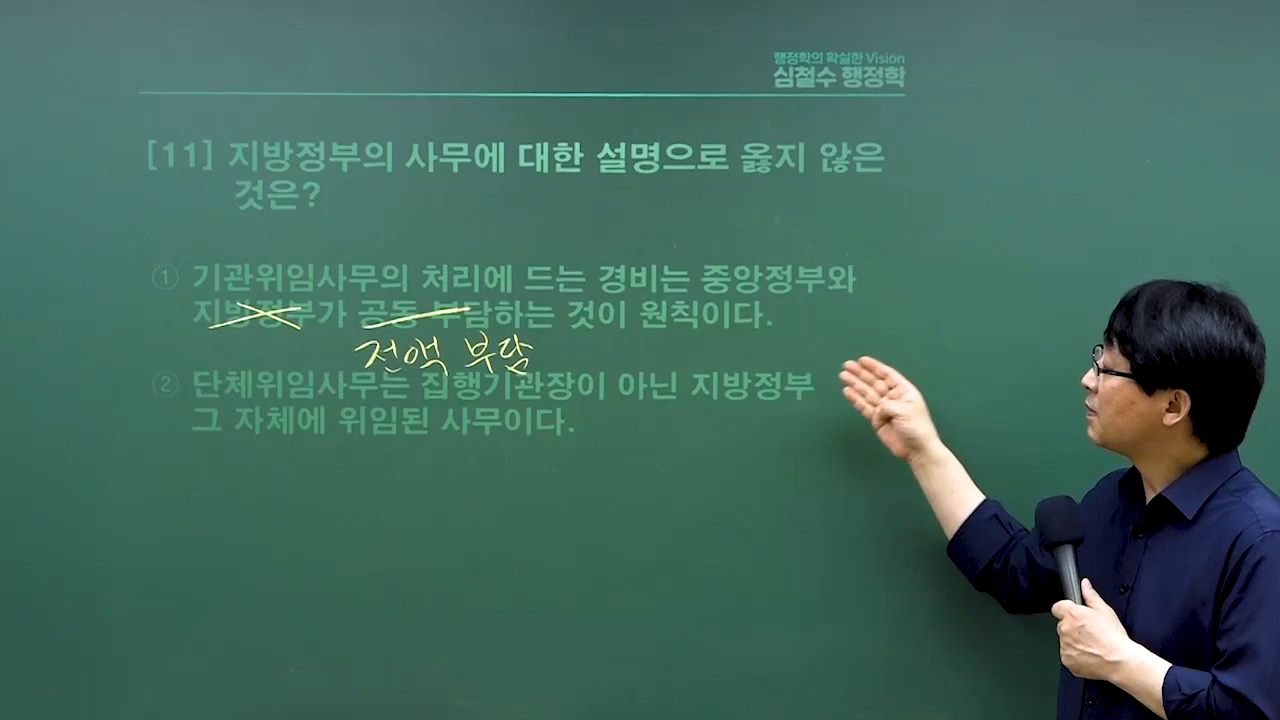 행정학의 확실한 Vision
심철수 행정학
[11] 지방정부의 사무에 대한 설명으로 옳지 않은
것은?
① 기관위임사무의 처리에 드는 경비는 중앙정부와
지방정부가 공동 부담하는 것이 원칙이다.
전액 부담
② 단체위임사무는 집행기관장이 아닌 지방정부
그 자체에 위임된 사무이다.